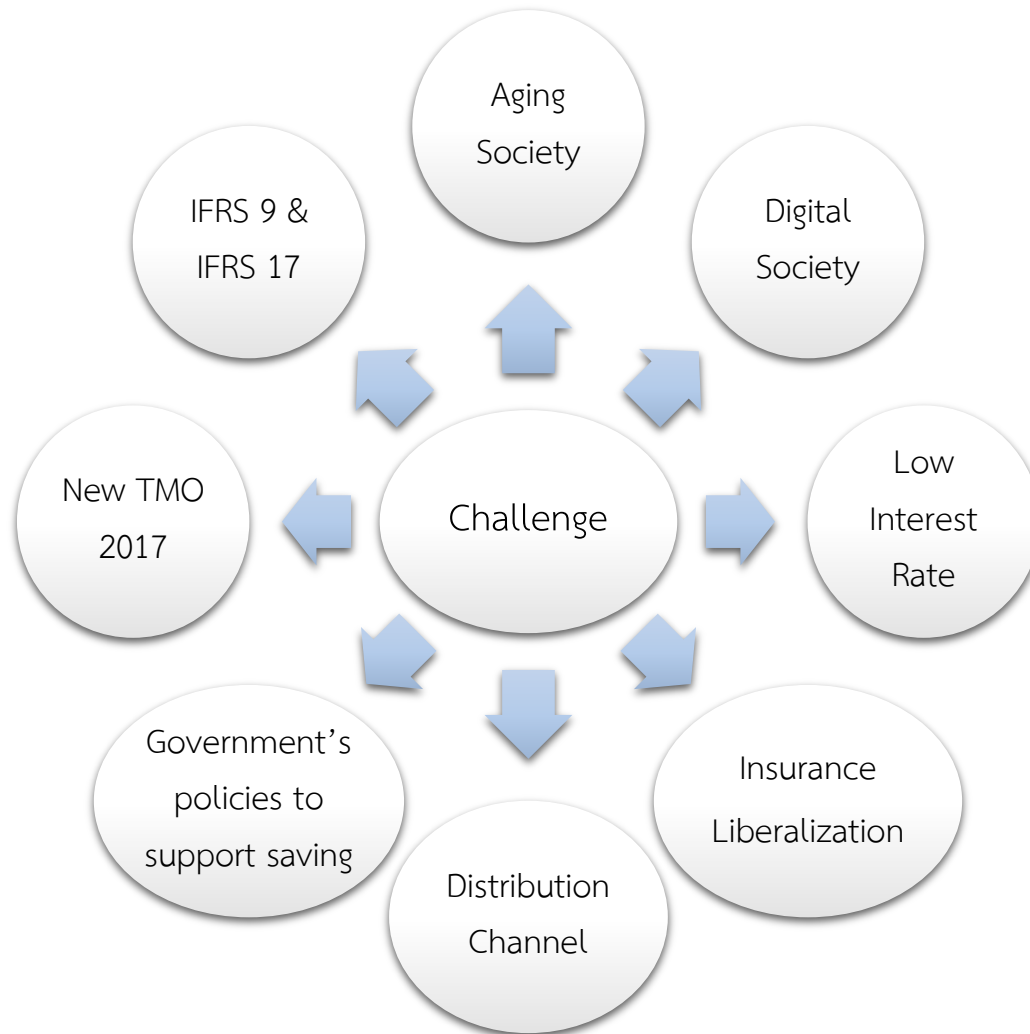 Aging
Society
IFRS 9 &
IFRS 17
Digital
Society
New TMO
2017
Challenge
Low
Interest
Rate
Government’s
policies to
support saving
Insurance
Liberalization
Distribution
Channel